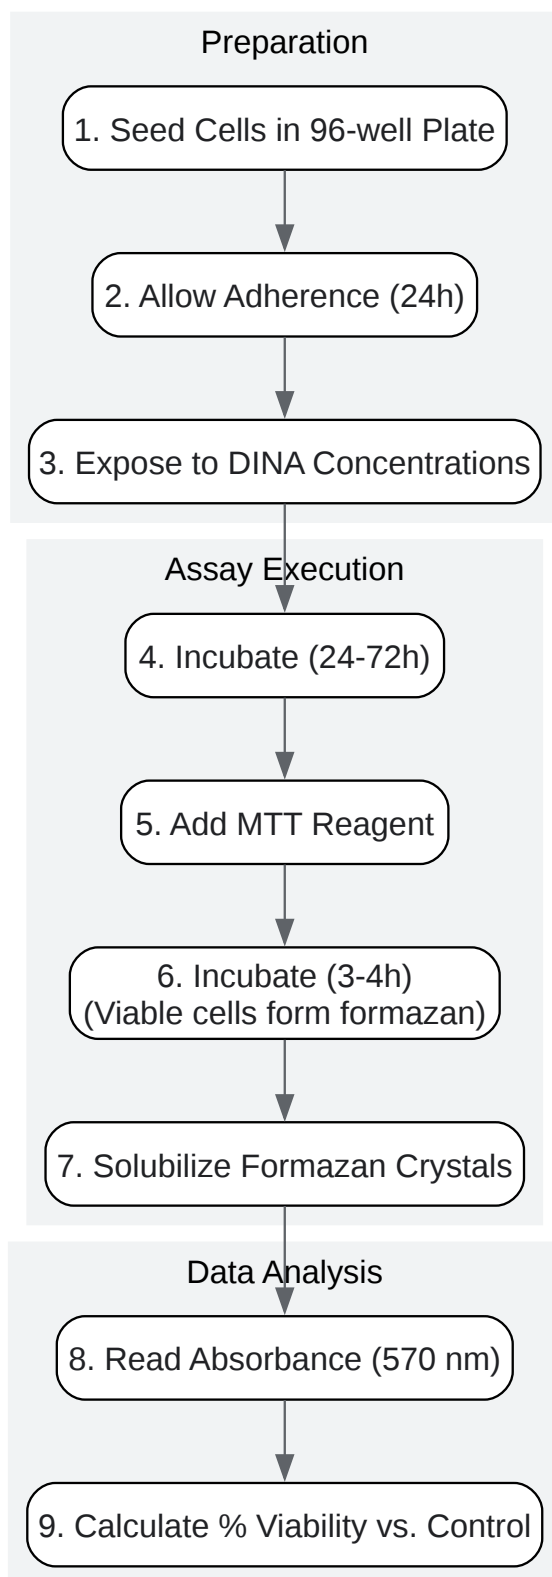 Preparation
1. Seed Cells in 96-well Plate
2. Allow Adherence (24h)
3. Expose to DINA Concentrations
Assay Execution
4. Incubate (24-72h)
5. Add MTT Reagent
6. Incubate (3-4h)
(Viable cells form formazan)
7. Solubilize Formazan Crystals
Data Analysis
8. Read Absorbance (570 nm)
9. Calculate % Viability vs. Control